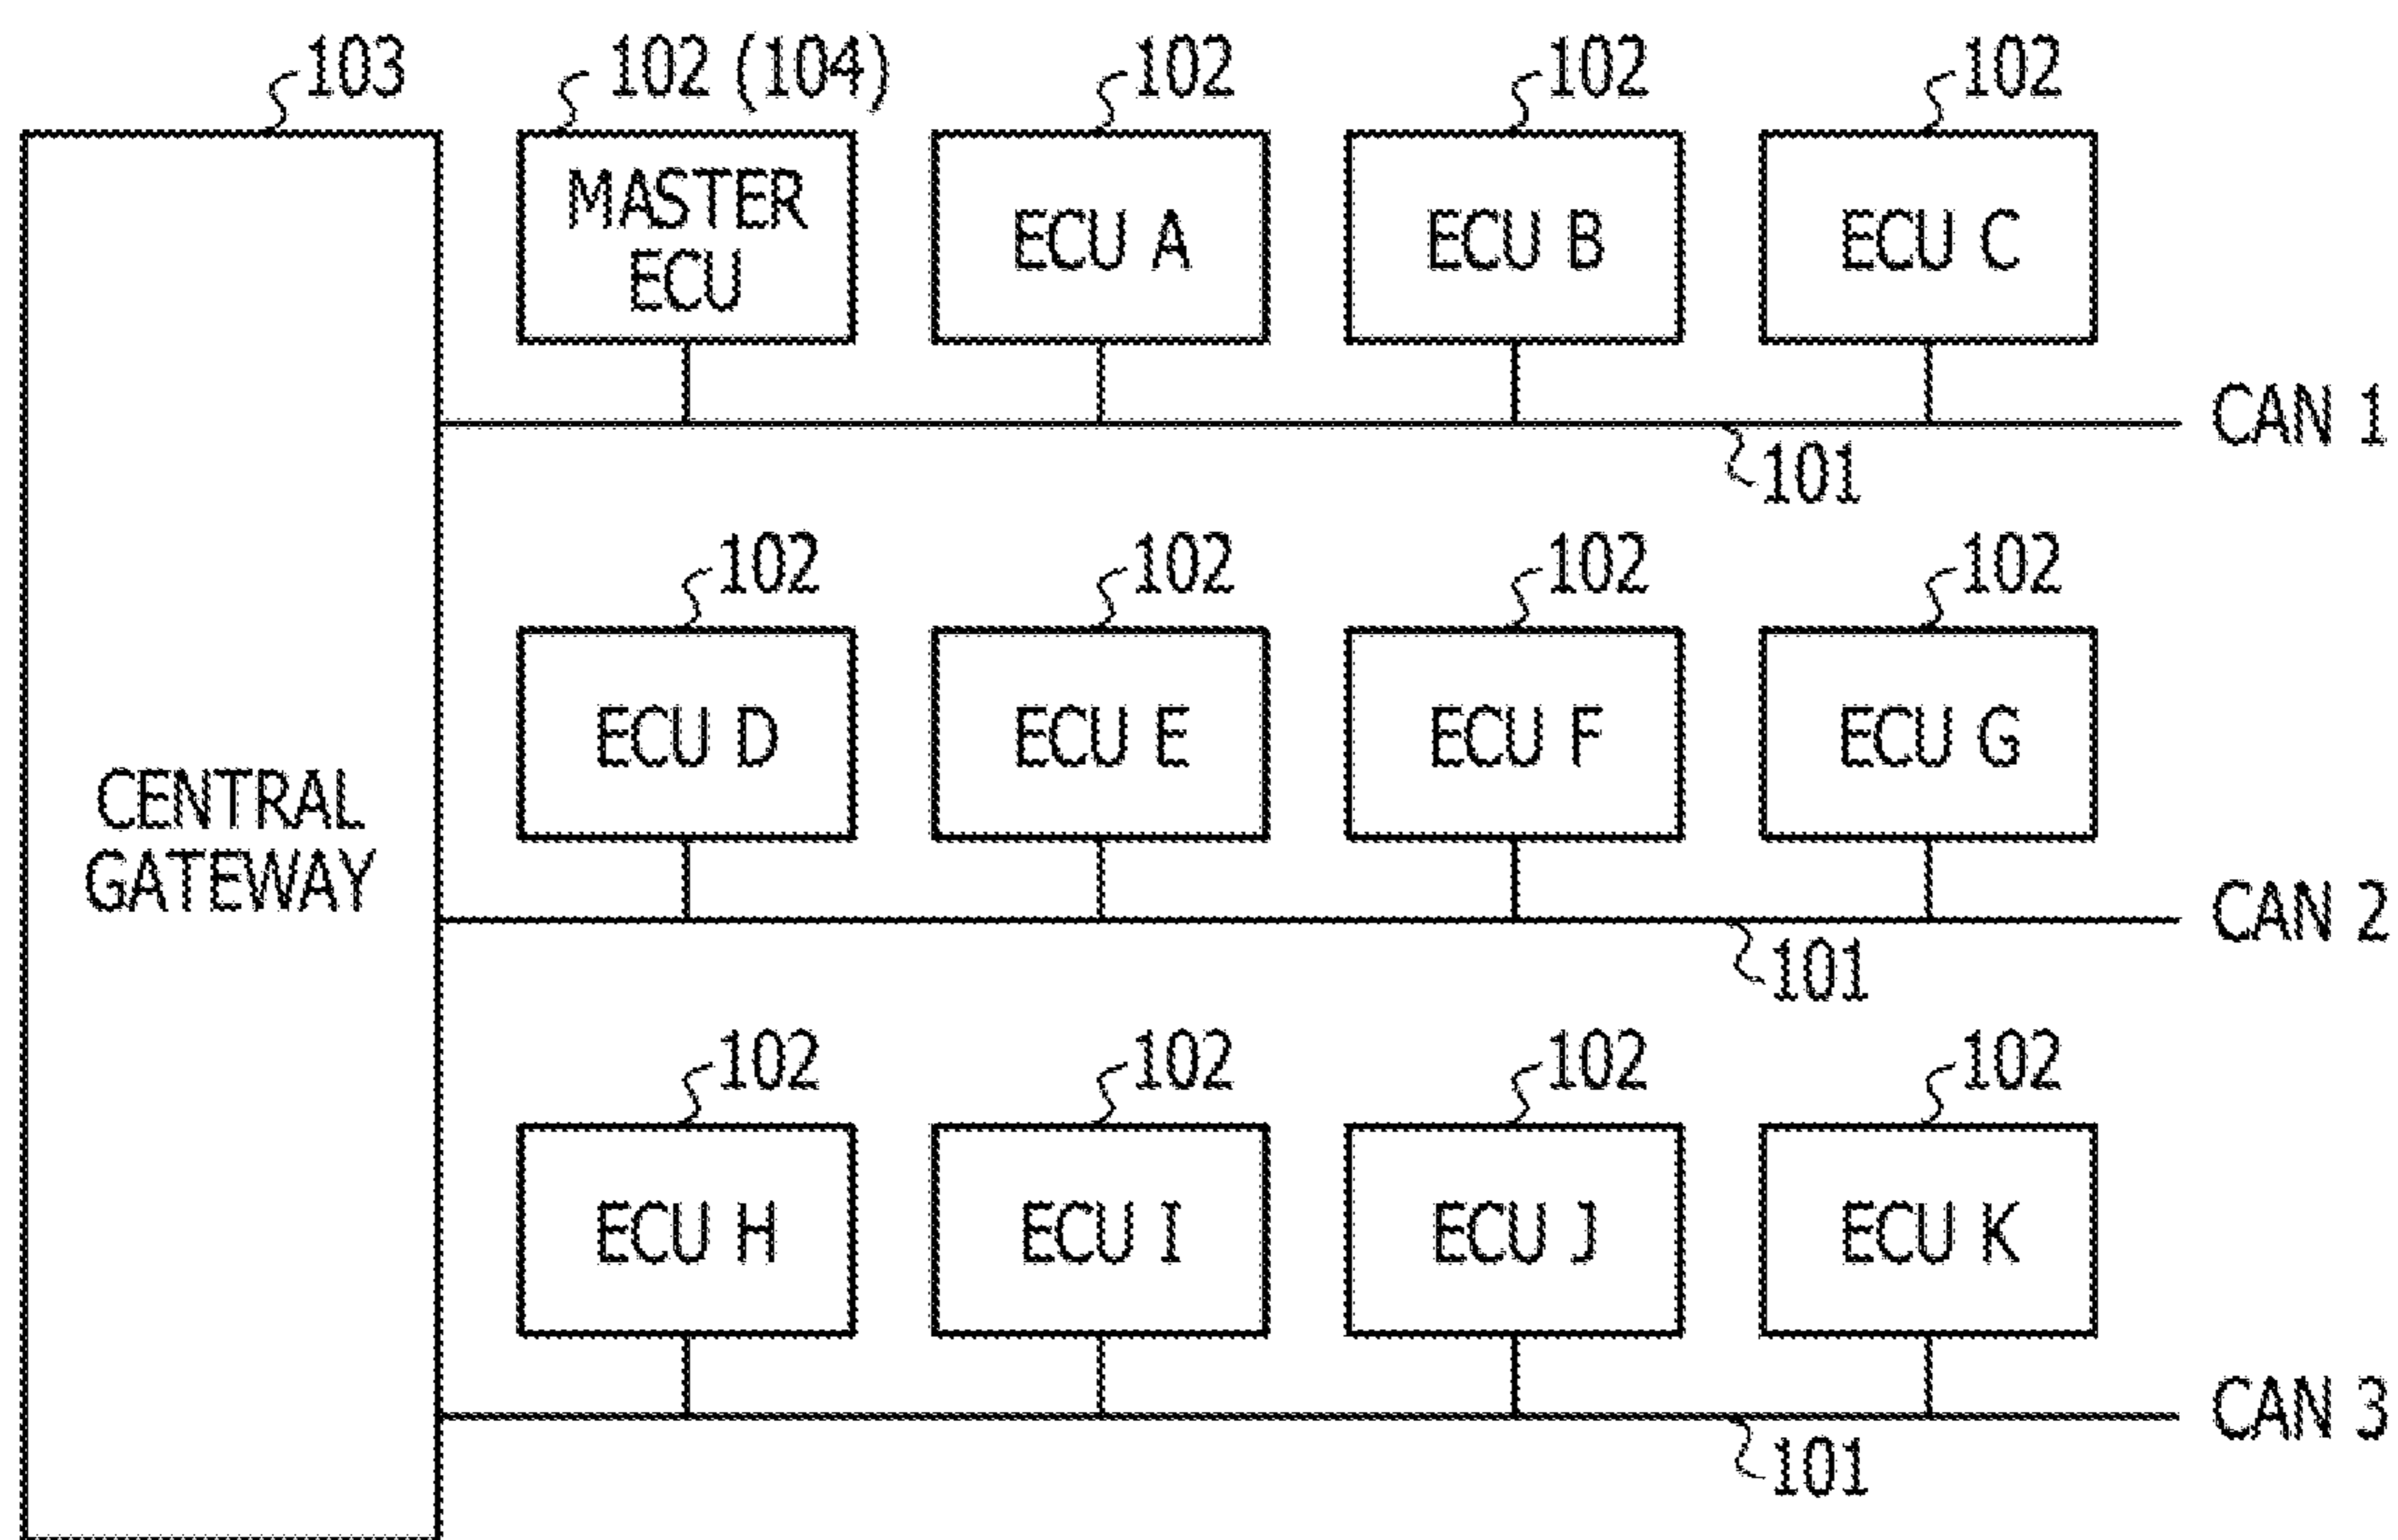 103
102 (104)
102
102
102
MASTER
ECU
ECU A
ECU B
ECU C
CAN 1
101
102
102
102
102
ECU D
ECU E
ECU F
ECU G
CENTRAL
GATEWAY
CAN 2
101
102
102
102
102
ECU H
ECU I
ECU J
ECU K
CAN 3
101